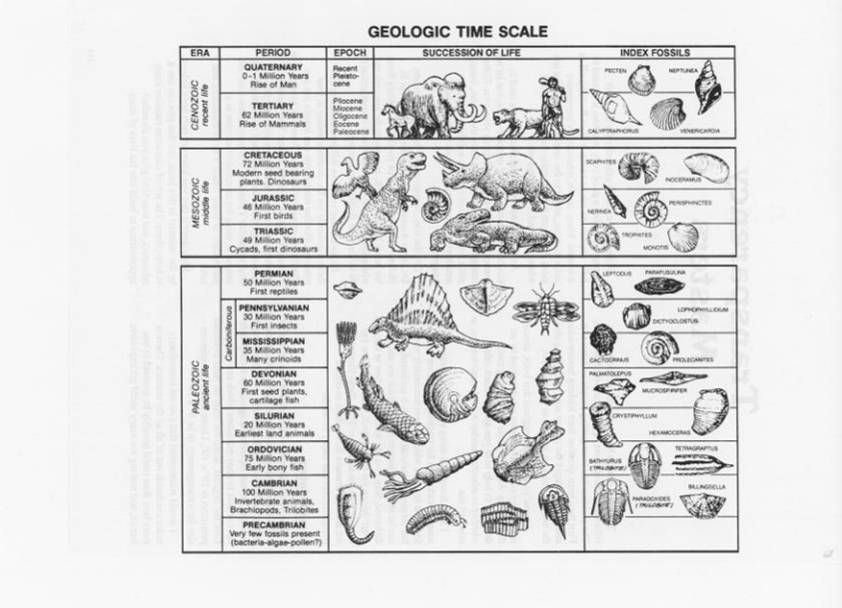 GEOLOGIC TIME SCALE
ERA
PERIOD
EPOCH
SUCCESSION OF LIFE
INDEX FOSSILS
CENOZOIC
recent life
QUATERNARY
0-1 Million Years
Rise of Man
Recent
Pleisto-
cene
TERTIARY
62 Million Years
Rise of Mammals
Pliocene
Miocene
Oligocene
Eocene
Paleocene
PECTEN
NEPTUNEA
CALYPTRAPHORUS
VENERICARDIA
MESOZOIC
middle life
CRETACEOUS
72 Million Years
Modern seed bearing
plants. Dinosaurs
JURASSIC
46 Million Years
First birds
TRIASSIC
49 Million Years
Cycads, first dinosaurs
SCAPHITES
INOCERAMUS
PERISPHINCTES
NERINEA
TROPHITES
MONOTIS
PALEOZOIC
ancient life
PERMIAN
50 Million Years
First reptiles
Carboniferous
PENNSYLVANIAN
30 Million Years
First insects
MISSISSIPPIAN
35 Million Years
Many crinoids
DEVONIAN
60 Million Years
First seed plants,
cartilage fish
SILURIAN
20 Million Years
Earliest land animals
ORDOVICIAN
75 Million Years
Early bony fish
CAMBRIAN
100 Million Years
Invertebrate animals,
Brachiopods, Trilobites
PRECAMBRIAN
Very few fossils present
(bacteria-algae-pollen?)
LEPTODUS
PARAFUSULINA
LOPHOPHYLLIDIUM
DICTYOCLOSTUS
CACTOCRINUS
PROLECANITES
PALMATOLEPUS
MUCROSPIRIFER
CRYSTIPHYLLUM
HEXAMOCERAS
TETRAGRAPTUS
BATHYURUS
(TRILOBITE)
PARADOXIDES
(TRILOBITE)
BILLINGSELLA